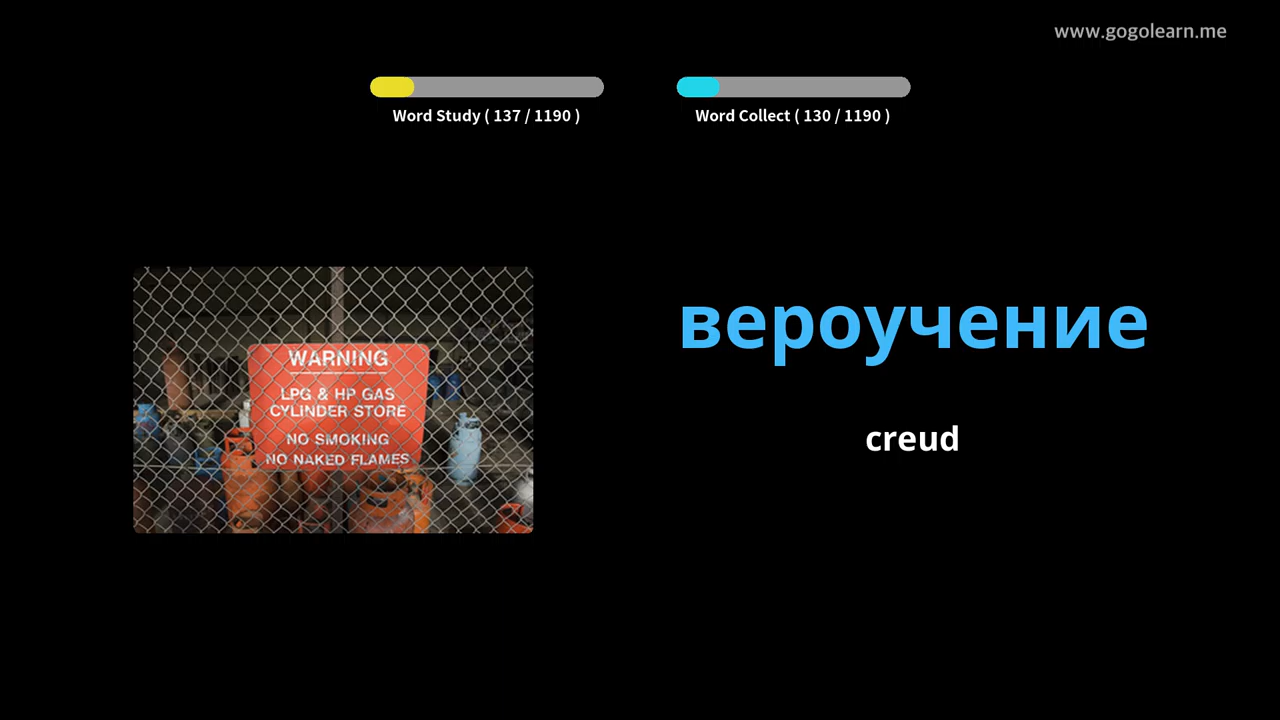 www.gogolearn.me
Word Study ( 137 / 1190 )
Word Collect ( 130 / 1190 )
WARNING
LPG & HP GAS
CYLINDER STORE
NO SMOKING
NO NAKED FLAMES
вероучение
creud